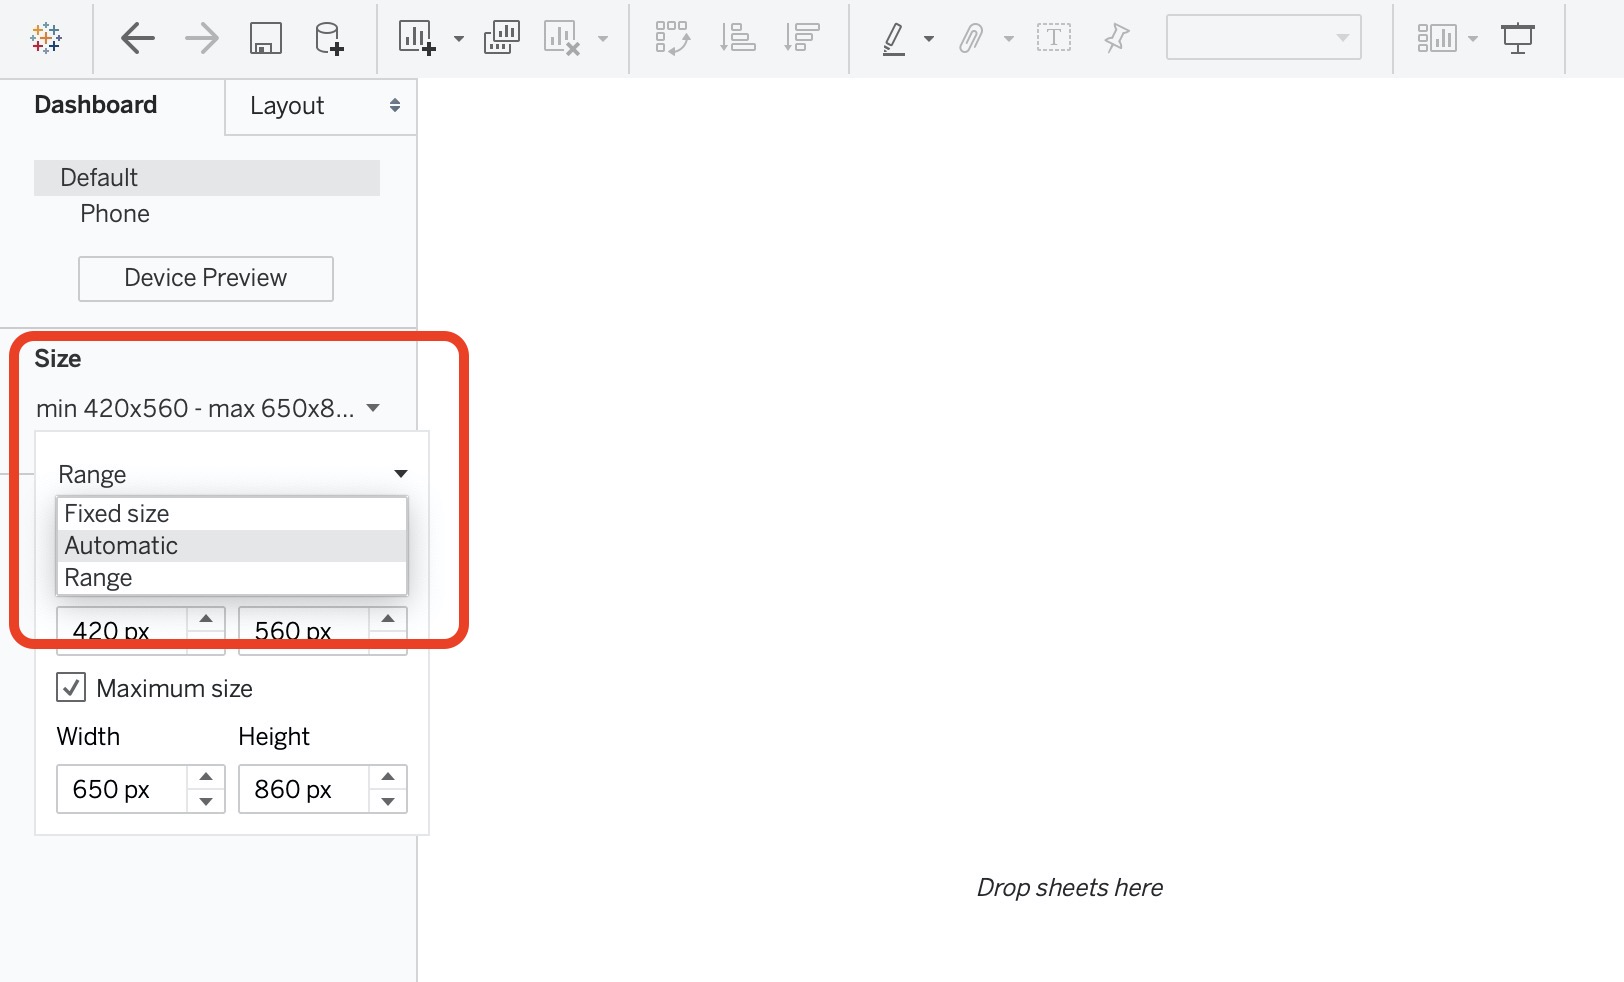 Dashboard
Layout
Default
Phone
Device Preview
Size
min 420x560 - max 650x8...
Range
Fixed size
Automatic
Range
420 px 560 px
Maximum size
Width Height
650 px 860 px
Drop sheets here
T